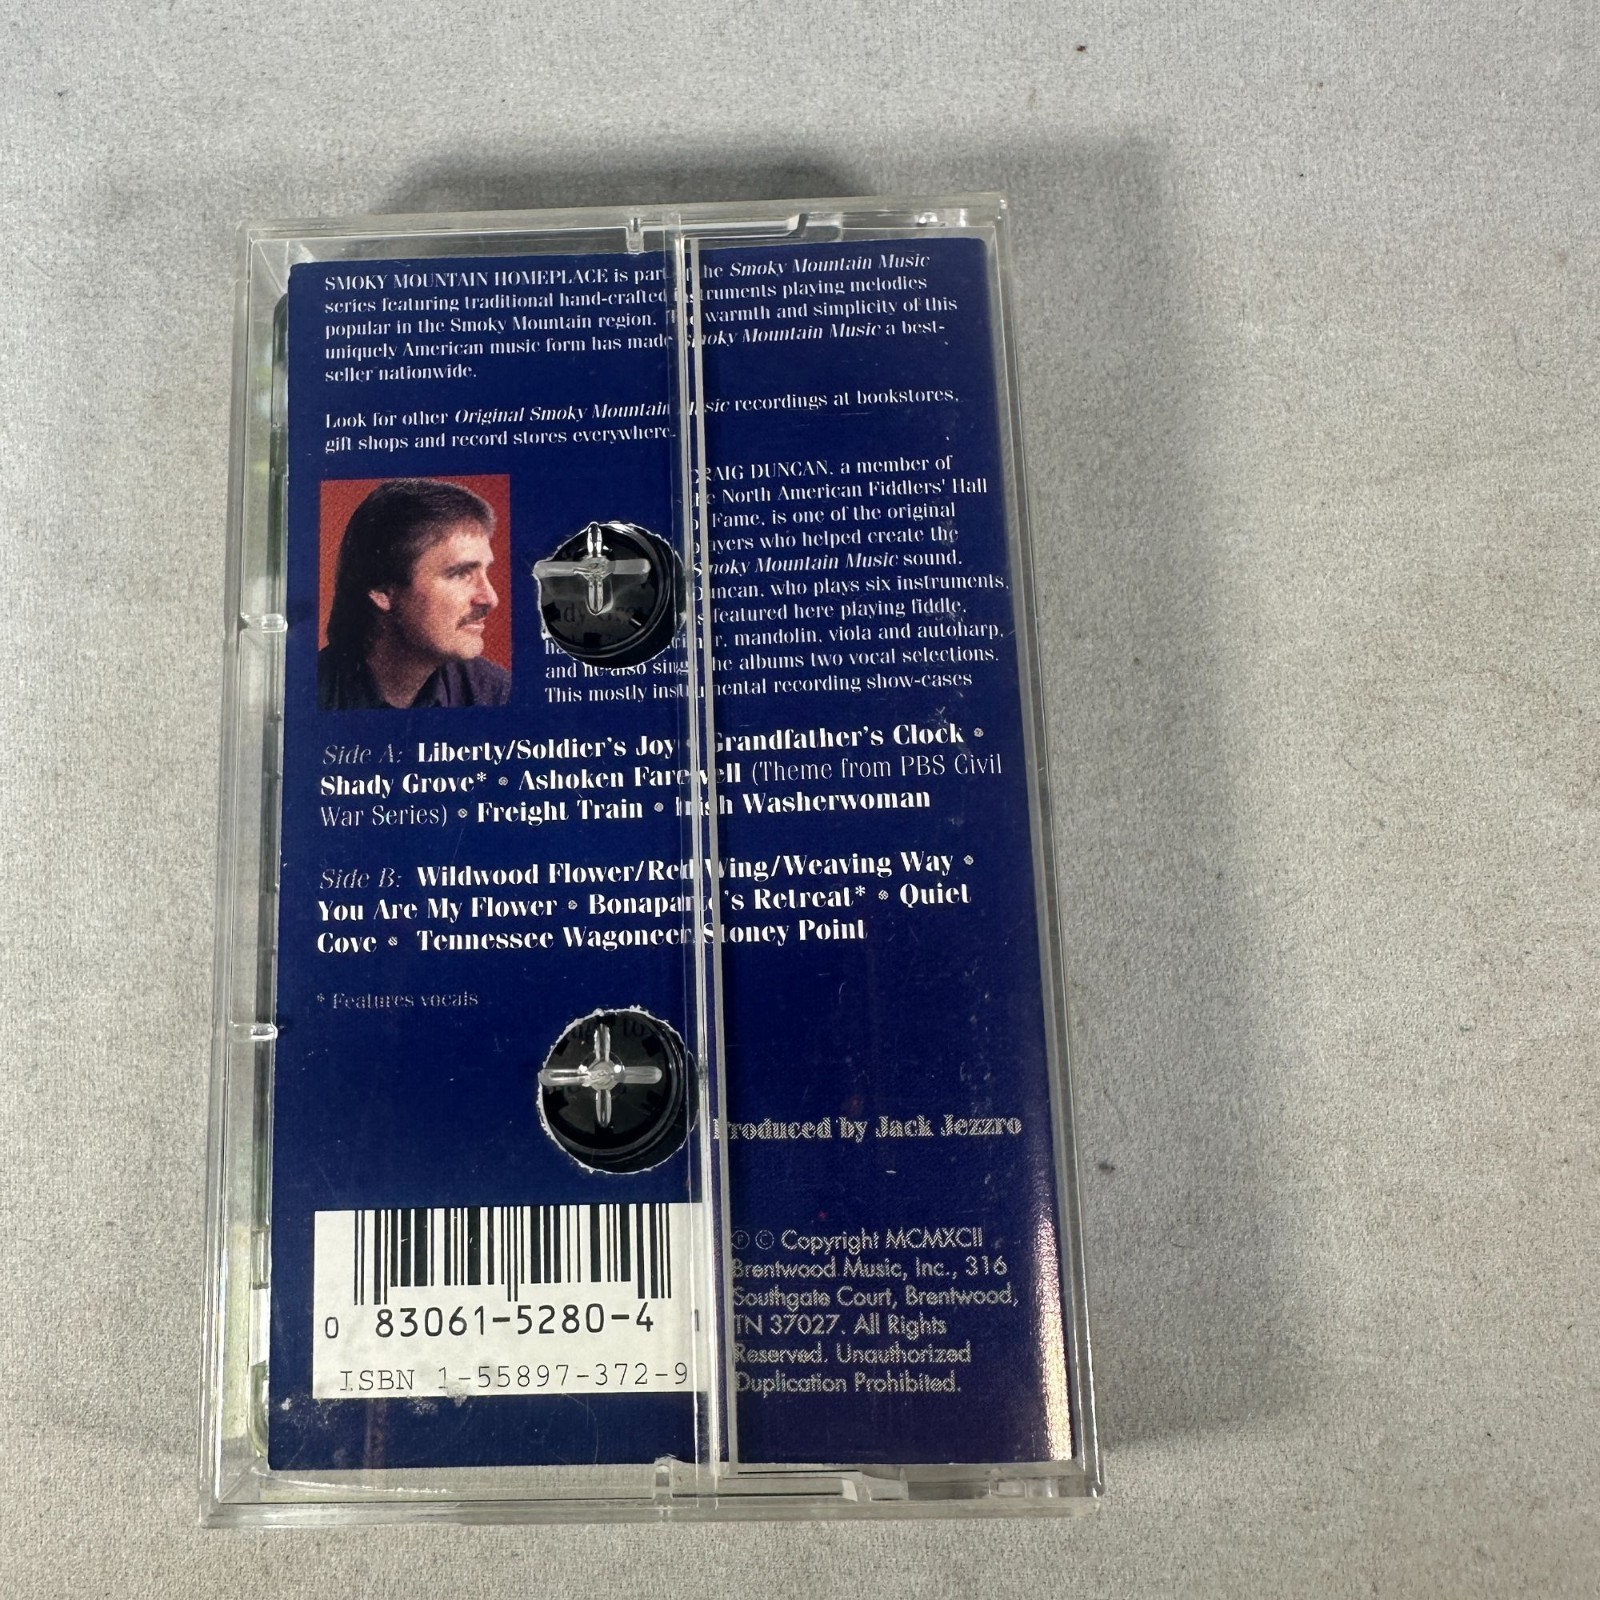 SMOKY MOUNTAIN HOMEPLACE is part the Smoky Mountain Music
series featuring traditional hand-crafted instruments playing melodies
popular in the Smoky Mountain region. The warmth and simplicity of this
uniquely American music form has made Smoky Mountain Music a best-
seller nationwide.
Look for other Original Smoky Mountain Music recordings at bookstores,
gift shops and record stores everywhere.
CRAIG DUNCAN, a member of
the North American Fiddlers' Hall
of Fame, is one of the original
players who helped create the
Smoky Mountain Music sound.
Duncan, who plays six instruments,
is featured here playing fiddle,
mandolin, viola and autoharp,
and he also sings the albums two vocal selections.
This mostly instrumental recording show-cases
Side A: Liberty/Soldier's Joy • Grandfather's Clock •
Shady Grove* • Ashoken Farewell (Theme from PBS Civil
War Series) • Freight Train • Irish Washerwoman
Side B: Wildwood Flower/Red Wing/Weaving Way •
You Are My Flower • Bonaparte's Retreat* • Quiet
Cove • Tennessee Wagoneer/Stoney Point
* Features vocals
Produced by Jack Jezzro
0 83061-5280-4 1
ISBN 1-55897-372-9
℗ © Copyright MCMXCII
Brentwood Music, Inc., 316
Southgate Court, Brentwood,
TN 37027. All Rights
Reserved. Unauthorized
Duplication Prohibited.